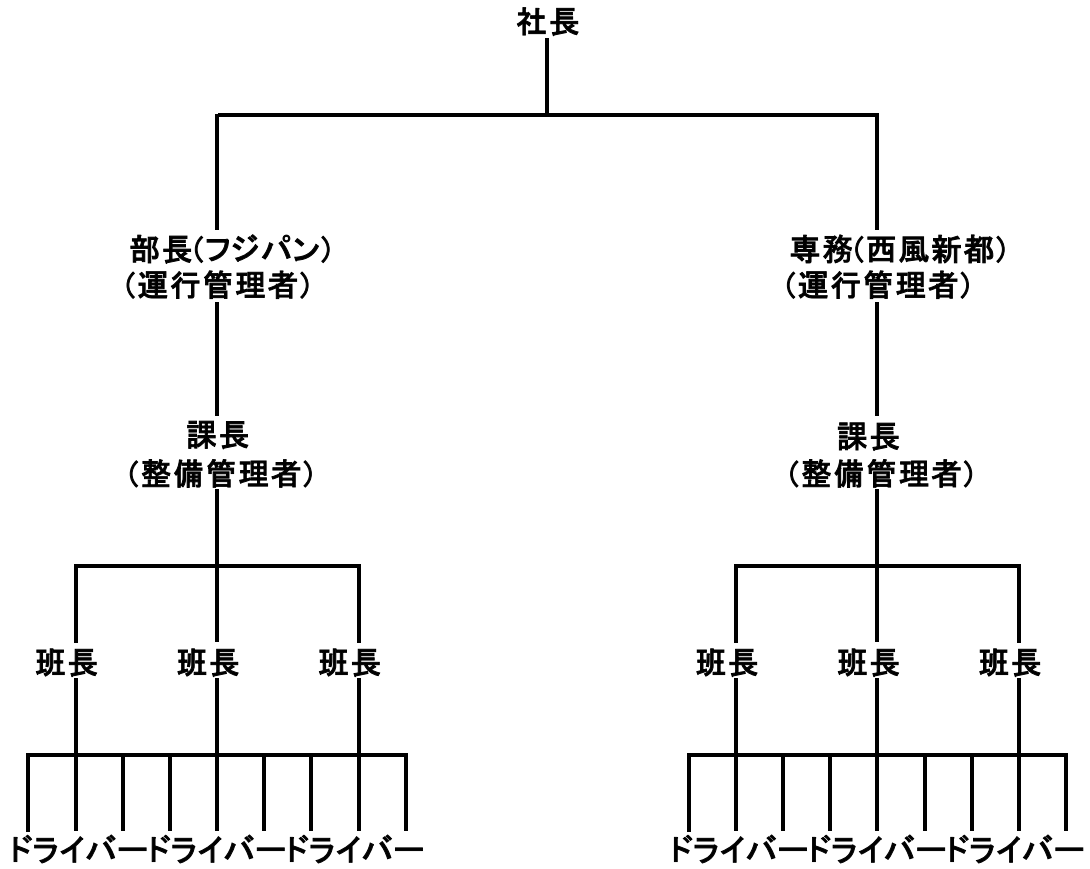 社長
部長(フジパン)
(運行管理者)
専務(西風新都)
(運行管理者)
課長
(整備管理者)
課長
(整備管理者)
班長 班長 班長
班長 班長 班長
ドライバードライバードライバー
ドライバードライバードライバー